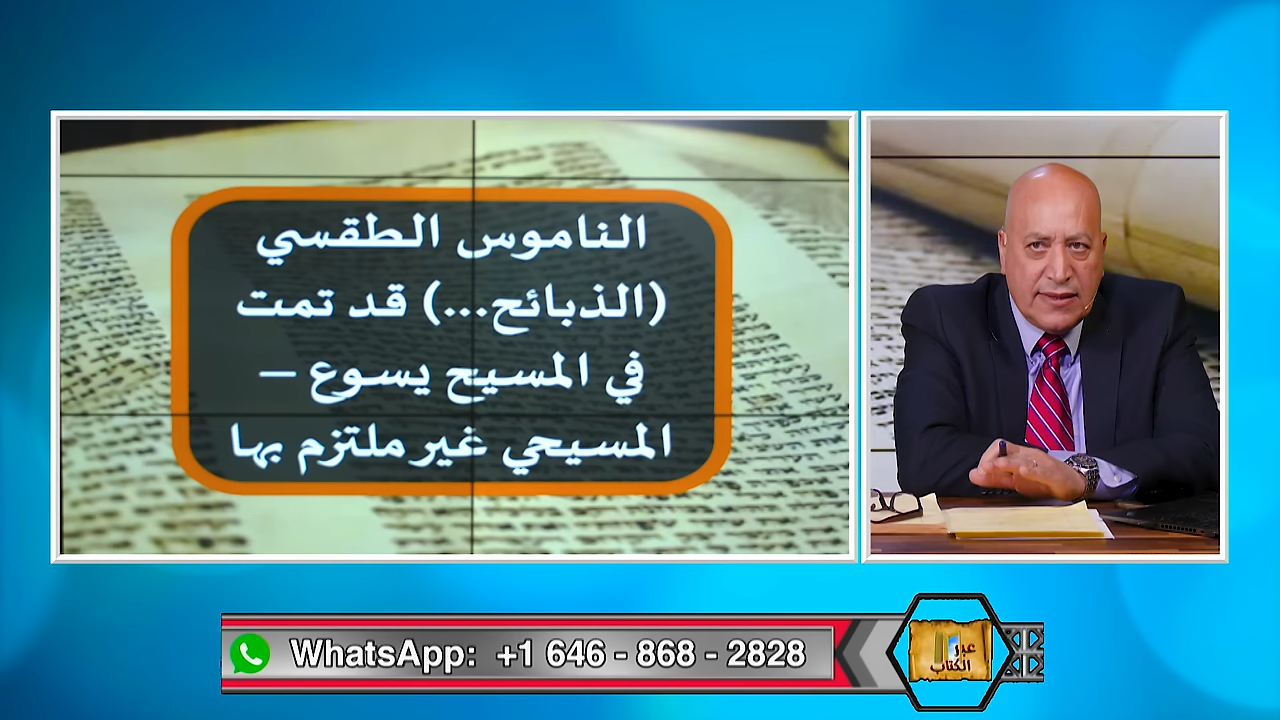 الناموس الطقسي
(الذبائح...) قد تمت
في المسيح يسوع –
المسيحي غير ملتزم بها
WhatsApp: +1 646 - 868 - 2828
عبر
الكتاب